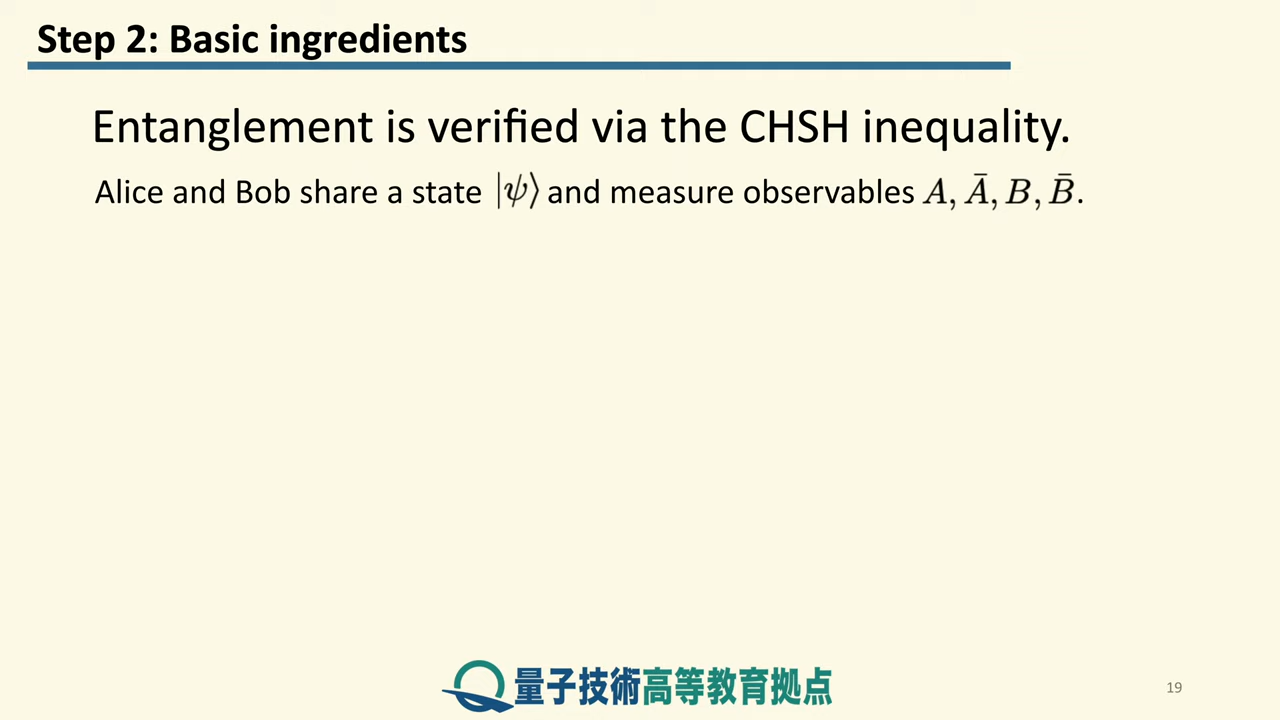 Step 2: Basic ingredients
Entanglement is verified via the CHSH inequality.
Alice and Bob share a state |ψ⟩ and measure observables A, Ā, B, B̄.
量子技術高等教育拠点
19